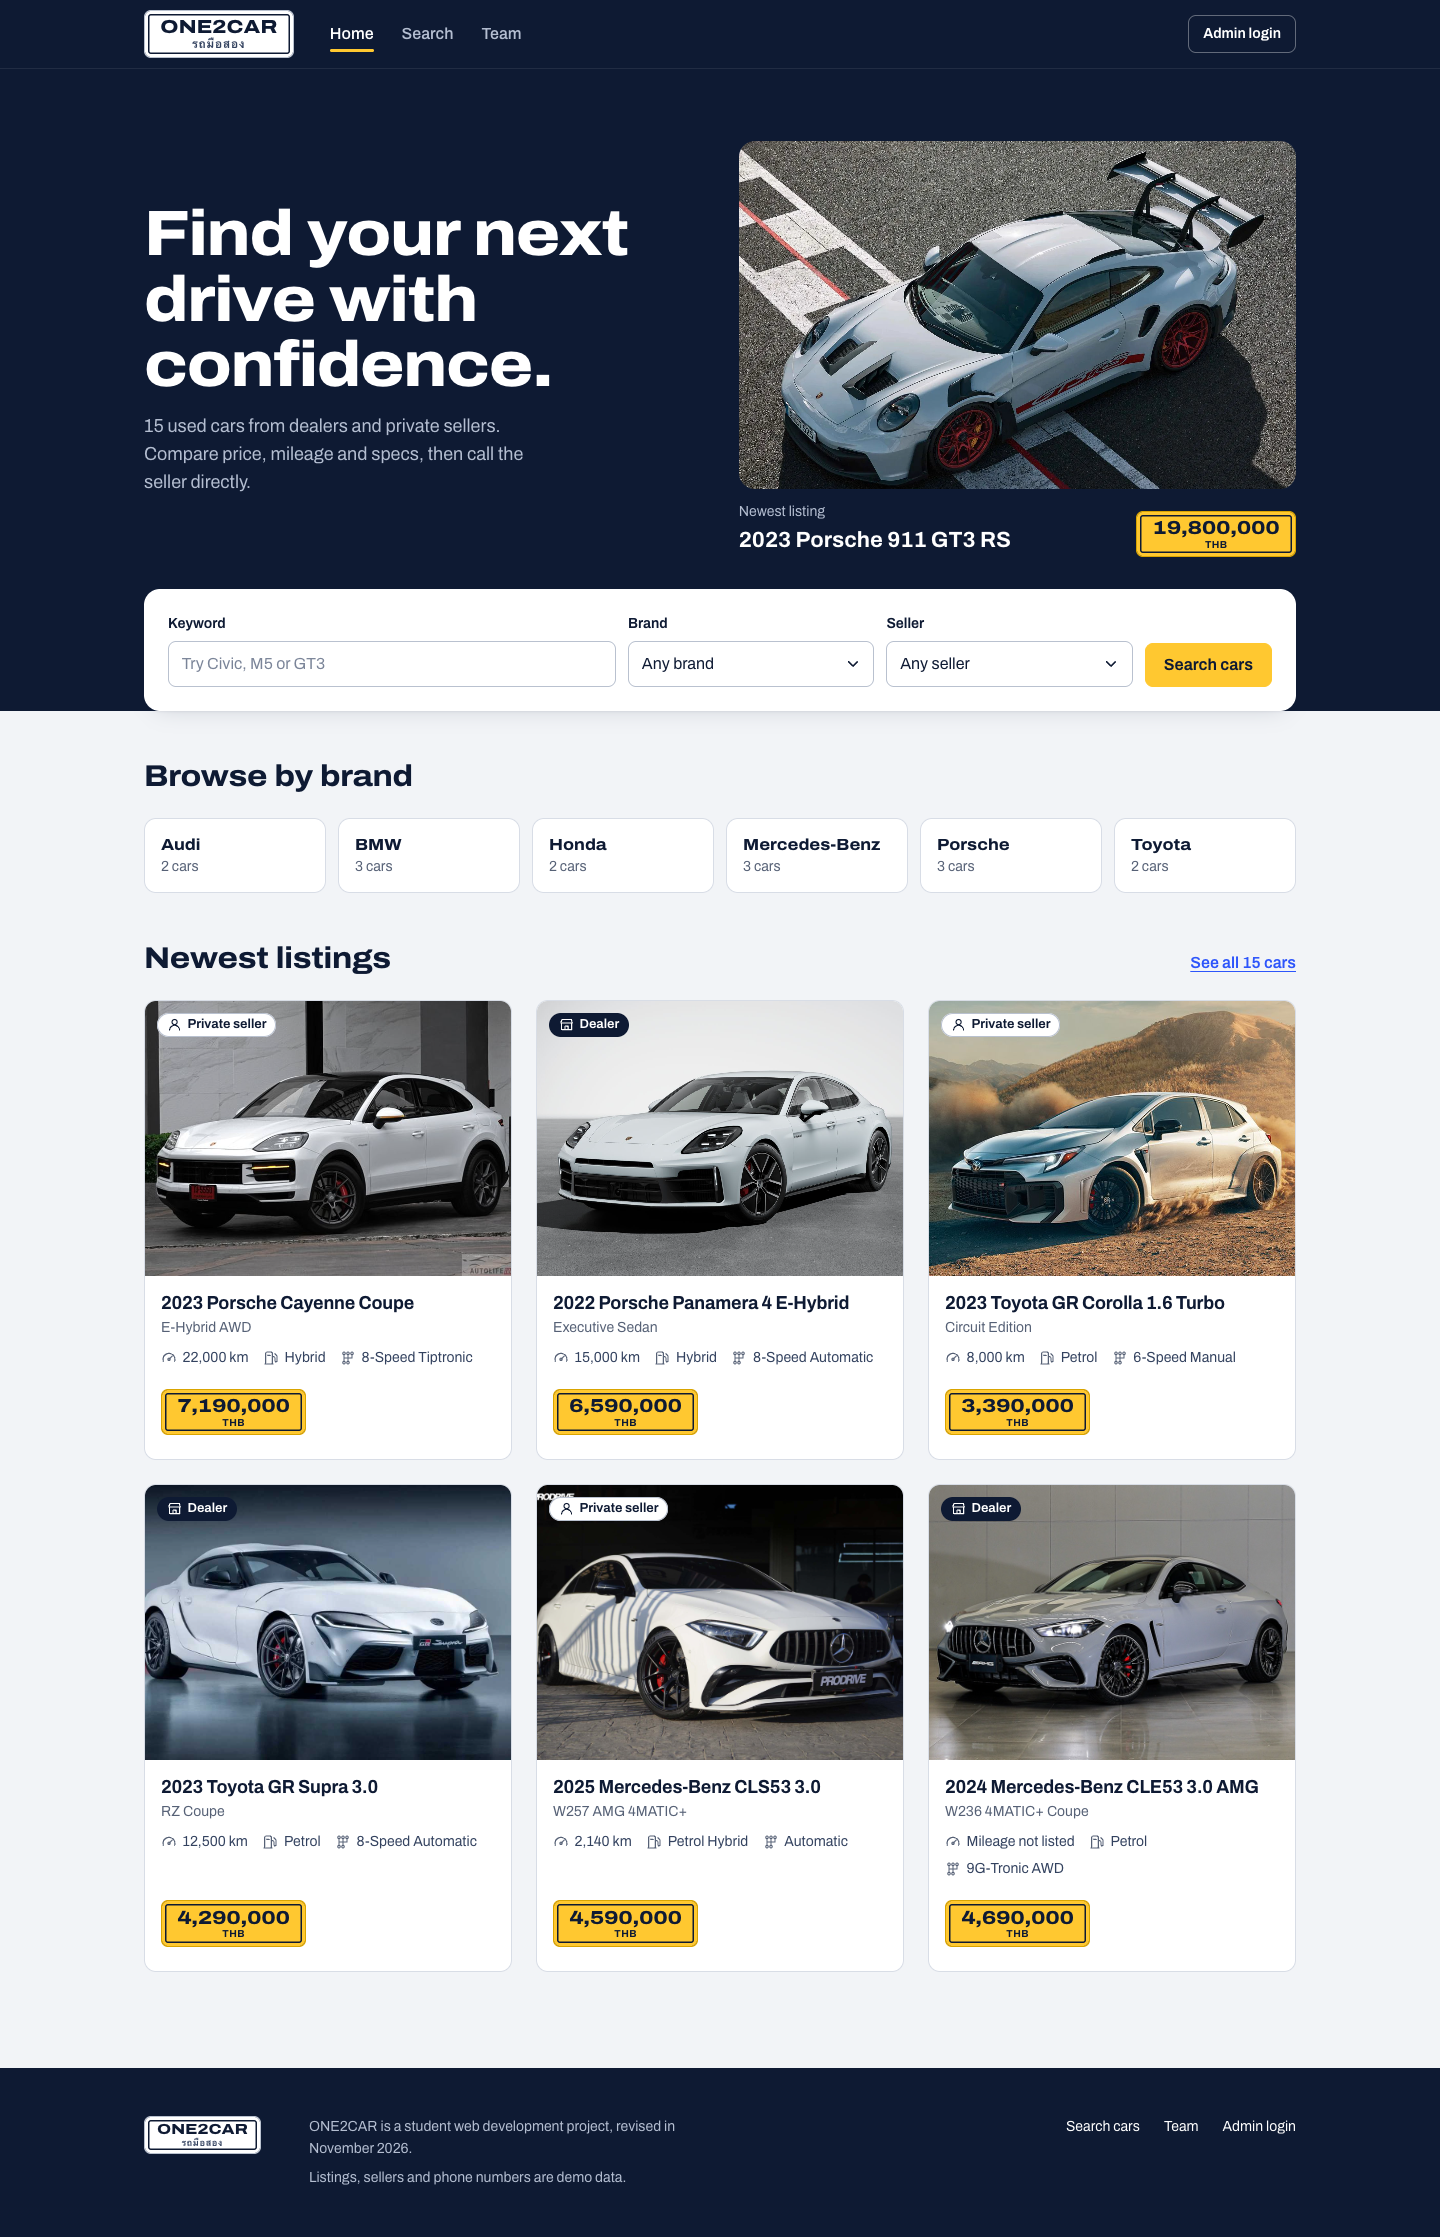 ONE2CAR
รถมือสอง
Home
Search
Team
Admin login
Find your next
drive with
confidence.
15 used cars from dealers and private sellers.
Compare price, mileage and specs, then call the
seller directly.
Newest listing
2023 Porsche 911 GT3 RS
19,800,000
THB
Keyword
Brand
Seller
Try Civic, M5 or GT3
Any brand
Any seller
Search cars
Browse by brand
Audi
2 cars
BMW
3 cars
Honda
2 cars
Mercedes-Benz
3 cars
Porsche
3 cars
Toyota
2 cars
Newest listings
See all 15 cars
Private seller
AUTOLIFE
2023 Porsche Cayenne Coupe
E-Hybrid AWD
22,000 km
Hybrid
8-Speed Tiptronic
7,190,000
THB
Dealer
2022 Porsche Panamera 4 E-Hybrid
Executive Sedan
15,000 km
Hybrid
8-Speed Automatic
6,590,000
THB
Private seller
2023 Toyota GR Corolla 1.6 Turbo
Circuit Edition
8,000 km
Petrol
6-Speed Manual
3,390,000
THB
Dealer
GR Supra
2023 Toyota GR Supra 3.0
RZ Coupe
12,500 km
Petrol
8-Speed Automatic
4,290,000
THB
Private seller
PRODRIVE
2025 Mercedes-Benz CLS53 3.0
W257 AMG 4MATIC+
2,140 km
Petrol Hybrid
Automatic
4,590,000
THB
Dealer
AMG
2024 Mercedes-Benz CLE53 3.0 AMG
W236 4MATIC+ Coupe
Mileage not listed
Petrol
9G-Tronic AWD
4,690,000
THB
ONE2CAR
รถมือสอง
ONE2CAR is a student web development project, revised in
November 2026.
Listings, sellers and phone numbers are demo data.
Search cars
Team
Admin login